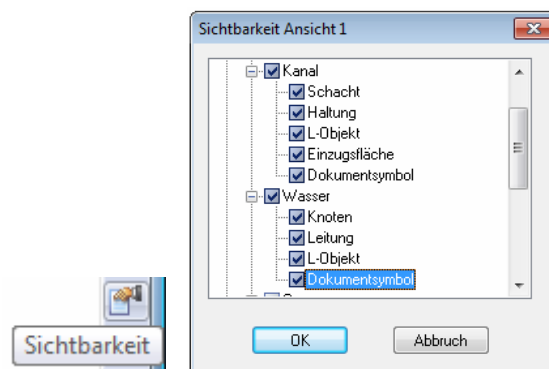 Sichtbarkeit Ansicht 1
Kanal
Schacht
Haltung
L-Objekt
Einzugsfläche
Dokumentsymbol
Wasser
Knoten
Leitung
L-Objekt
Dokumentsymbol
OK
Abbruch
Sichtbarkeit